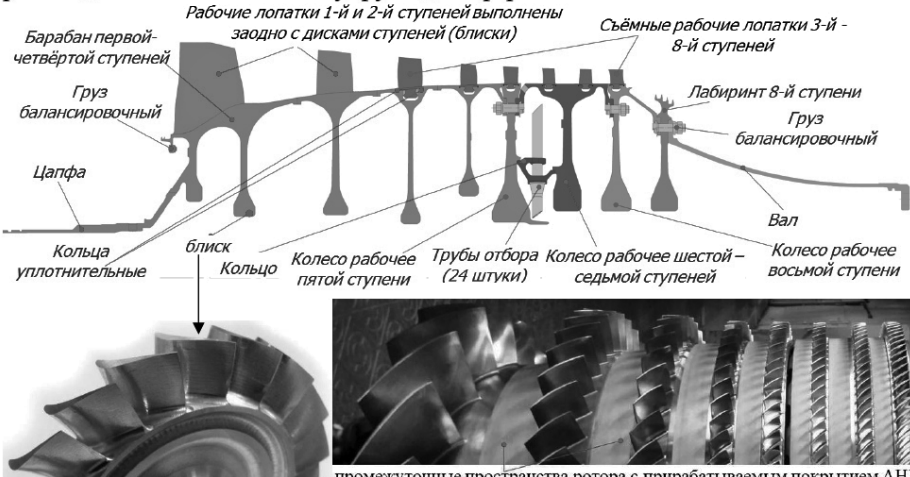 Рабочие лопатки 1-й и 2-й ступеней выполнены
заодно с дисками ступеней (блиски)
Съёмные рабочие лопатки 3-й -
8-й ступеней
Барабан первой-
четвёртой ступеней
Груз
балансировочный
Лабиринт 8-й ступени
Груз
балансировочный
Цапфа
Вал
Кольца
уплотнительные
блиск
Кольцо
Колесо рабочее
пятой ступени
Трубы отбора
(24 штуки)
Колесо рабочее шестой –
седьмой ступеней
Колесо рабочее
восьмой ступени
промежуточные пространства ротора с прирабатываемым покрытием